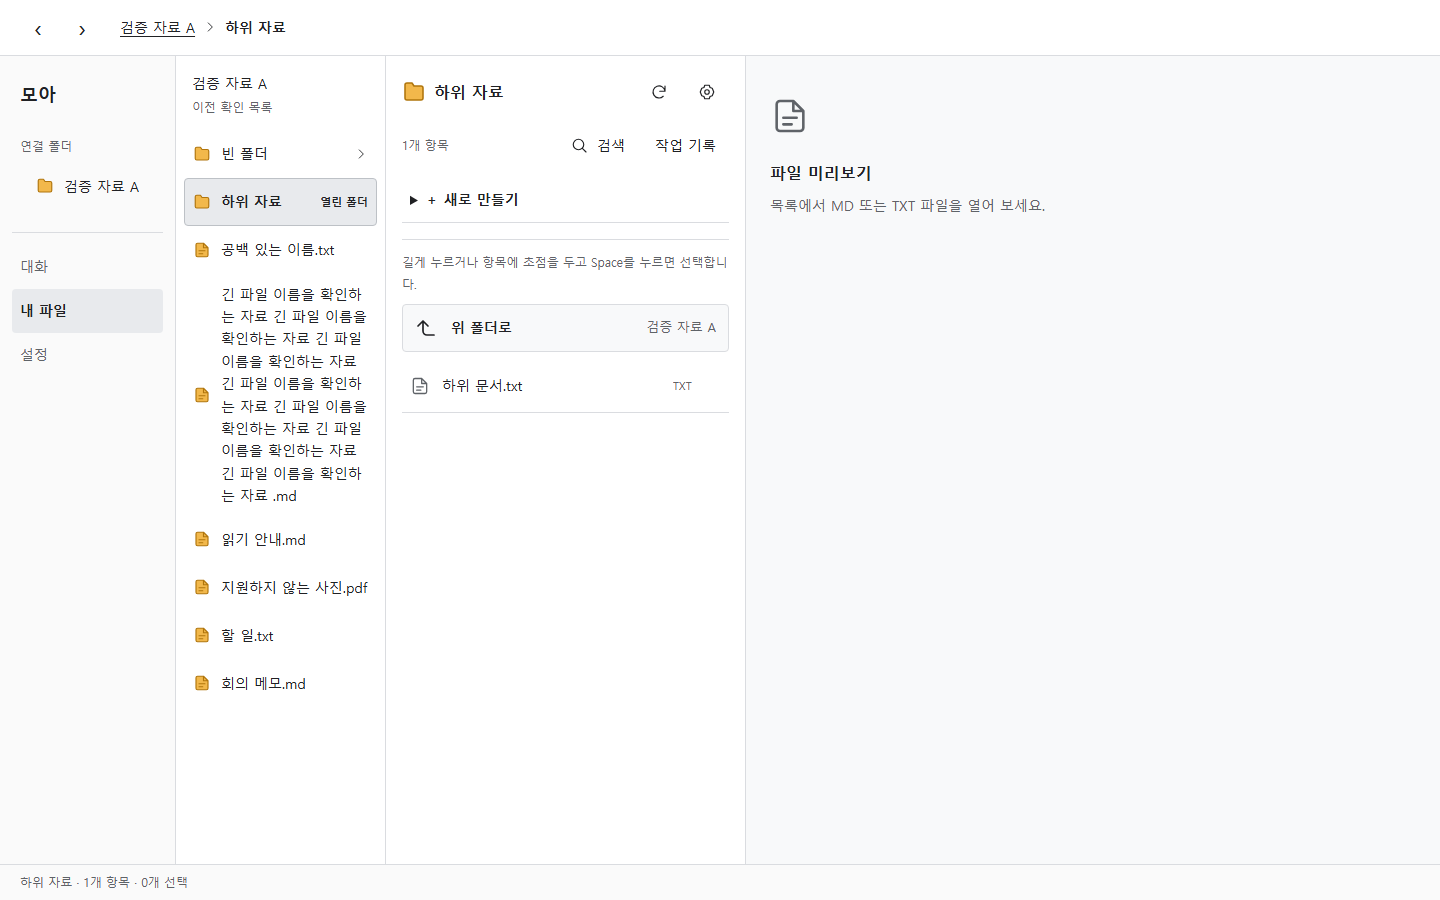 검증 자료 A > 하위 자료
모아
연결 폴더
검증 자료 A
대화
내 파일
설정
검증 자료 A
이전 확인 목록
빈 폴더
하위 자료 열린 폴더
공백 있는 이름.txt
긴 파일 이름을 확인하
는 자료 긴 파일 이름을
확인하는 자료 긴 파일
이름을 확인하는 자료
긴 파일 이름을 확인하
는 자료 긴 파일 이름을
확인하는 자료 긴 파일
이름을 확인하는 자료
긴 파일 이름을 확인하
는 자료 .md
읽기 안내.md
지원하지 않는 사진.pdf
할 일.txt
회의 메모.md
하위 자료
1개 항목 검색 작업 기록
+ 새로 만들기
길게 누르거나 항목에 초점을 두고 Space를 누르면 선택합니
다.
위 폴더로 검증 자료 A
하위 문서.txt TXT
파일 미리보기
목록에서 MD 또는 TXT 파일을 열어 보세요.
하위 자료 · 1개 항목 · 0개 선택